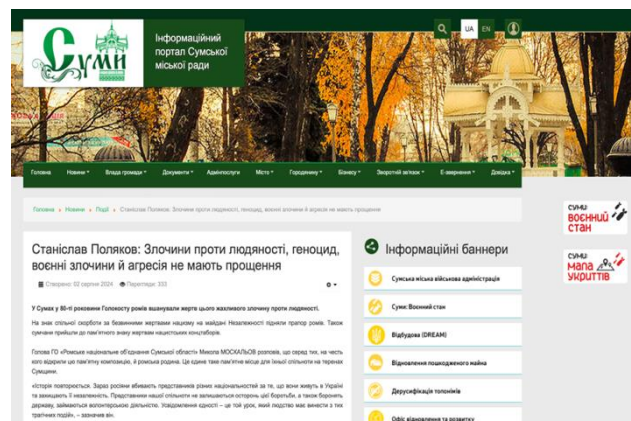 Суми
Інформаційний
портал Сумської
міської ради
UA EN
Головна Новини Влада громади Документи Адмінпослуги Місто Городянину Бізнесу Зворотній зв'язок Е-звернення Довідка
Головна Новини Події Станіслав Поляков: Злочини проти людяності, геноцид, воєнні злочини й агресія не мають прощення
СУМИ:
ВОЄННИЙ
СТАН
СУМИ:
МАПА
УКРИТТІВ
Станіслав Поляков: Злочини проти людяності, геноцид,
воєнні злочини й агресія не мають прощення
Створено: 02 серпня 2024 Перегляди: 333
У Сумах у 80-ті роковини Голокосту ромів вшанували жертв цього жахливого злочину проти людяності.
На знак спільної скорботи за безвинними жертвами нацизму на майдані Незалежності підняли прапор ромів. Також
сумчани прийшли до пам'ятного знаку жертвам нацистських концтаборів.
Голова ГО «Ромське національне об'єднання Сумської області» Микола МОСКАЛЬОВ розповів, що серед тих, на честь
кого відкрили цю пам'ятну композицію, й ромська родина. Це єдине таке пам'ятне місце для їхньої спільноти на теренах
Сумщини.
«Історія повторюється. Зараз росіяни вбивають представників різних національностей за те, що вони живуть в Україні
та захищають її незалежність. Представники нашої спільноти не залишаються осторонь цієї боротьби, а також боронять
державу, займаються волонтерською діяльністю. Усвідомлення єдності – це той урок, який людство має винести з тих
трагічних подій», – зазначив він.
Інформаційні баннери
Сумська міська військова адміністрація
Суми: Воєнний стан
Відбудова (DREAM)
Відновлення пошкодженого майна
Дерусифікація топонімів
Офіс відновлення та розвитку